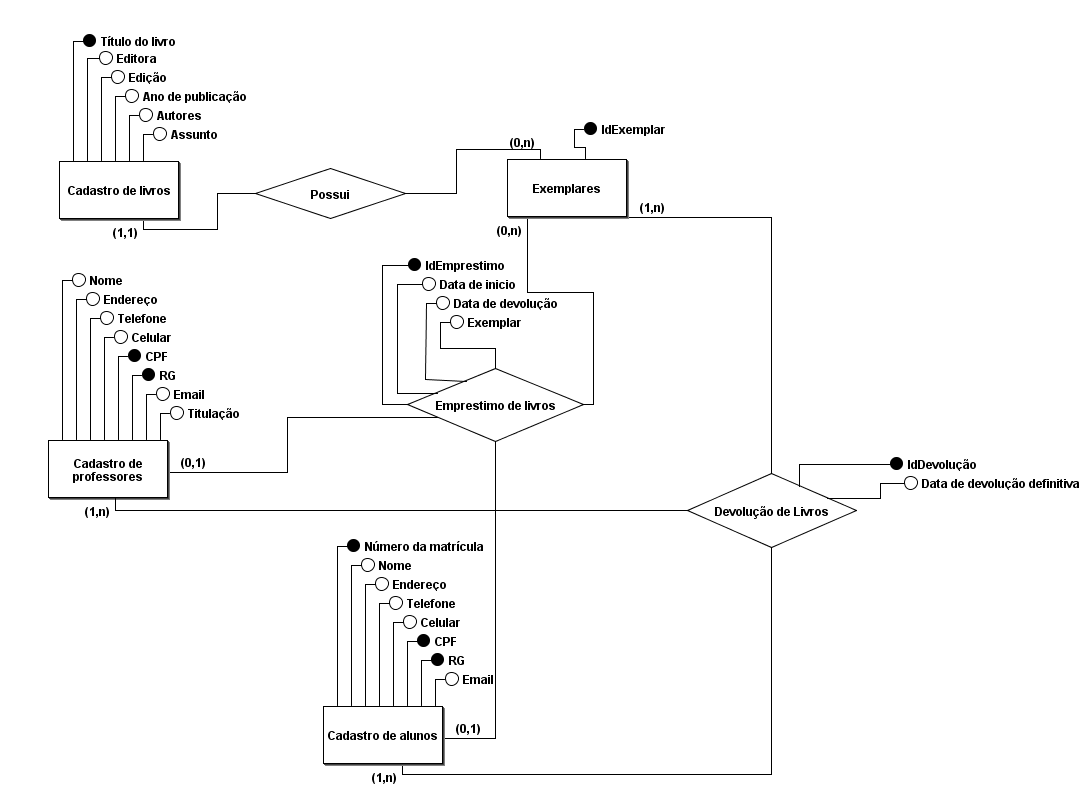 Título do livro
Editora
Edição
Ano de publicação
Autores
Assunto
Cadastro de livros
(1,1)
Possui
(0,n)
IdExemplar
Exemplares
(1,n)
(0,n)
Nome
Endereço
Telefone
Celular
CPF
RG
Email
Titulação
Cadastro de
professores
(0,1)
(1,n)
IdEmprestimo
Data de inicio
Data de devolução
Exemplar
Emprestimo de livros
IdDevolução
Data de devolução definitiva
Devolução de Livros
Número da matrícula
Nome
Endereço
Telefone
Celular
CPF
RG
Email
Cadastro de alunos
(0,1)
(1,n)